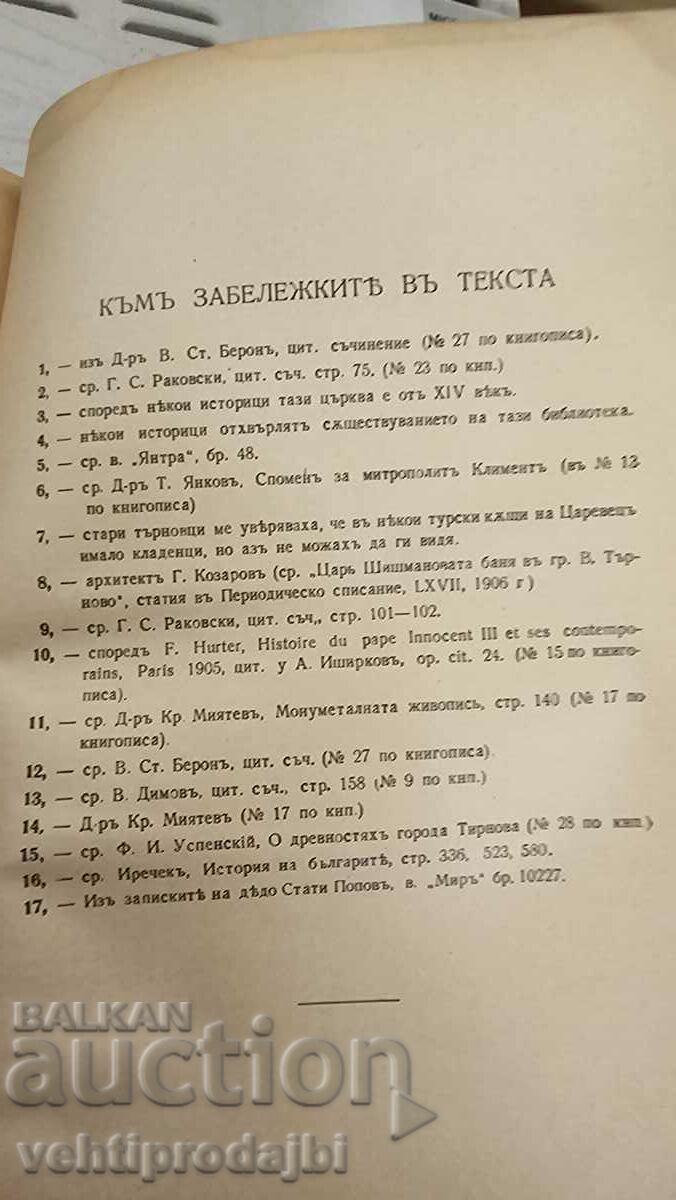 КЪМЪ ЗАБЕЛЕЖКИТѢ ВЪ ТЕКСТА
1, — изъ Д-ръ В. Ст. Беронъ, цит. съчинение (№ 27 по книгописа).
2, — ср. Г. С. Раковски, цит. съч. стр. 75. (№ 23 по кнп.)
3, — споредъ нѣкои историци тази църква е отъ XIV вѣкъ.
4, — нѣкои историци отхвърлятъ сѫществуването на тази библиотека.
5, — ср. в. „Янтра“, бр. 48.
6, — ср. Д-ръ Т. Янковъ, Споменъ за митрополитъ Климентъ (въ № 13
по книгописа)
7, — стари търновци ме увѣряваха, че въ нѣкои турски кѫщи на Царевецъ
имало кладенци, но азъ не можахъ да ги видя.
8, — архитектъ Г. Козаровъ (ср. „Царь Шишмановата баня въ гр. В. Тър-
ново“, статия въ Периодическо списание, LXVII, 1906 г)
9, — ср. Г. С. Раковски, цит. съч,, стр. 101—102.
10, — споредъ F. Hurter, Histoire du pape Innocent III et ses contempo-
rains, Paris 1905, цит. у А. Иширковъ, op. cit. 24. (№ 15 по книго-
писа).
11, — ср. Д-ръ Кр. Миятевъ, Монуметалната живопись, стр. 140 (№ 17 по
книгописа).
12, — ср. В. Ст. Беронъ, цит. съч. (№ 27 по книгописа).
13, — ср. В. Димовъ, цит. съч., стр. 158 (№ 9 по кнп.)
14, — Д-ръ Кр. Миятевъ (№ 17 по кнп.)
15, — ср. Ф. И. Успенскій, О древностяхъ города Тирнова (№ 28 по кнп.)
16, — ср. Иречек, История на българитѣ, стр. 336, 523, 580.
17, — Изъ запискитѣ на дѣдо Стати Поповъ, в. „Миръ“ бр. 10227.
BALKAN
auction
vehtiprodajbi